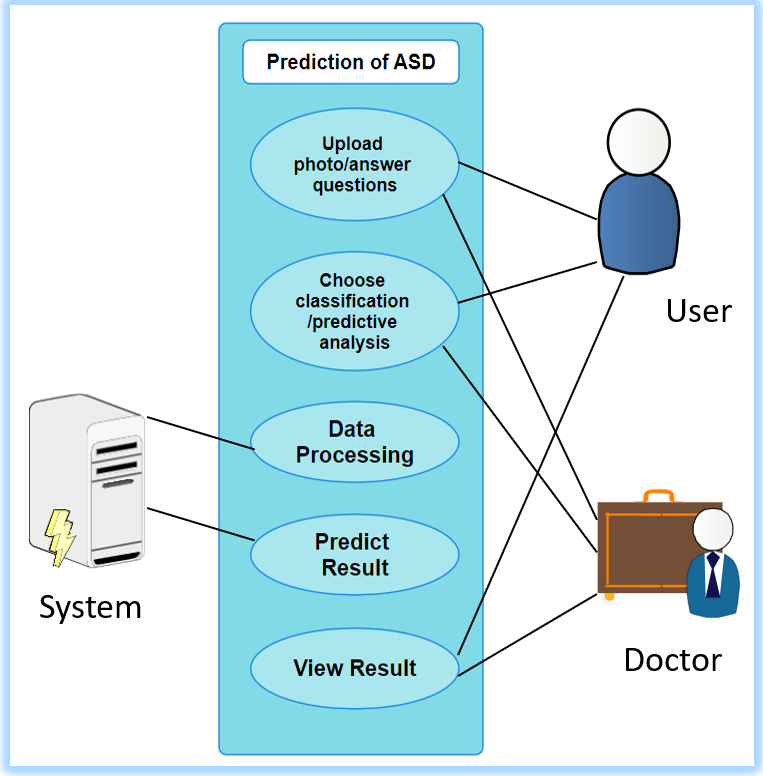 Prediction of ASD
Upload
photo/answer
questions
Choose
classification
/predictive
analysis
User
Data
Processing
Predict
Result
System
View Result
Doctor